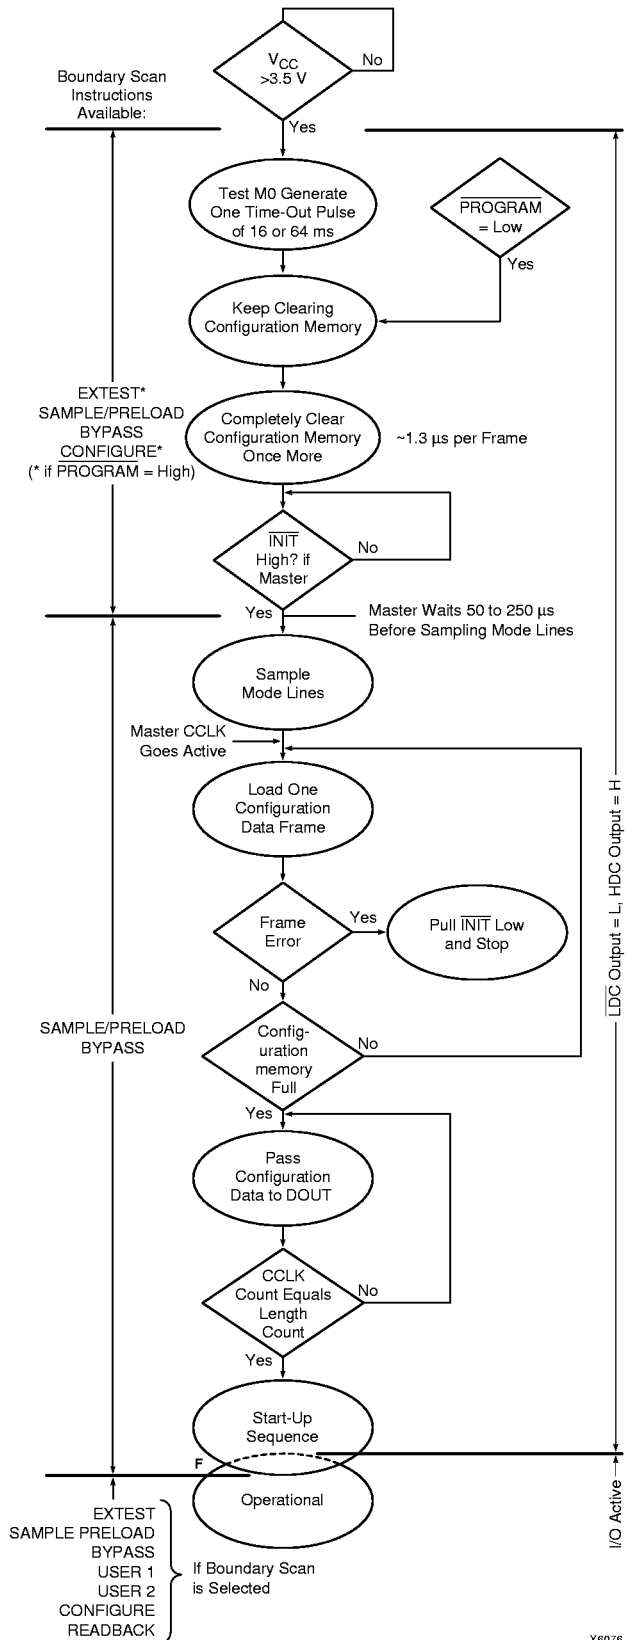 V_CC
>3.5 V
No
Boundary Scan
Instructions
Available:
Yes
Test M0 Generate
One Time-Out Pulse
of 16 or 64 ms
PROGRAM
= Low
Yes
Keep Clearing
Configuration Memory
EXTEST*
SAMPLE/PRELOAD
BYPASS
CONFIGURE*
(* if PROGRAM = High)
Completely Clear
Configuration Memory
Once More
~1.3 µs per Frame
INIT
High? if
Master
No
Yes
Master Waits 50 to 250 µs
Before Sampling Mode Lines
Sample
Mode Lines
Master CCLK
Goes Active
Load One
Configuration
Data Frame
LDC Output = L, HDC Output = H
Frame
Error
Yes
Pull INIT Low
and Stop
No
SAMPLE/PRELOAD
BYPASS
Config-
uration
memory
Full
No
Yes
Pass
Configuration
Data to DOUT
CCLK
Count Equals
Length
Count
No
Yes
Start-Up
Sequence
F
Operational
I/O Active
EXTEST
SAMPLE PRELOAD
BYPASS
USER 1
USER 2
CONFIGURE
READBACK
If Boundary Scan
is Selected
X6076